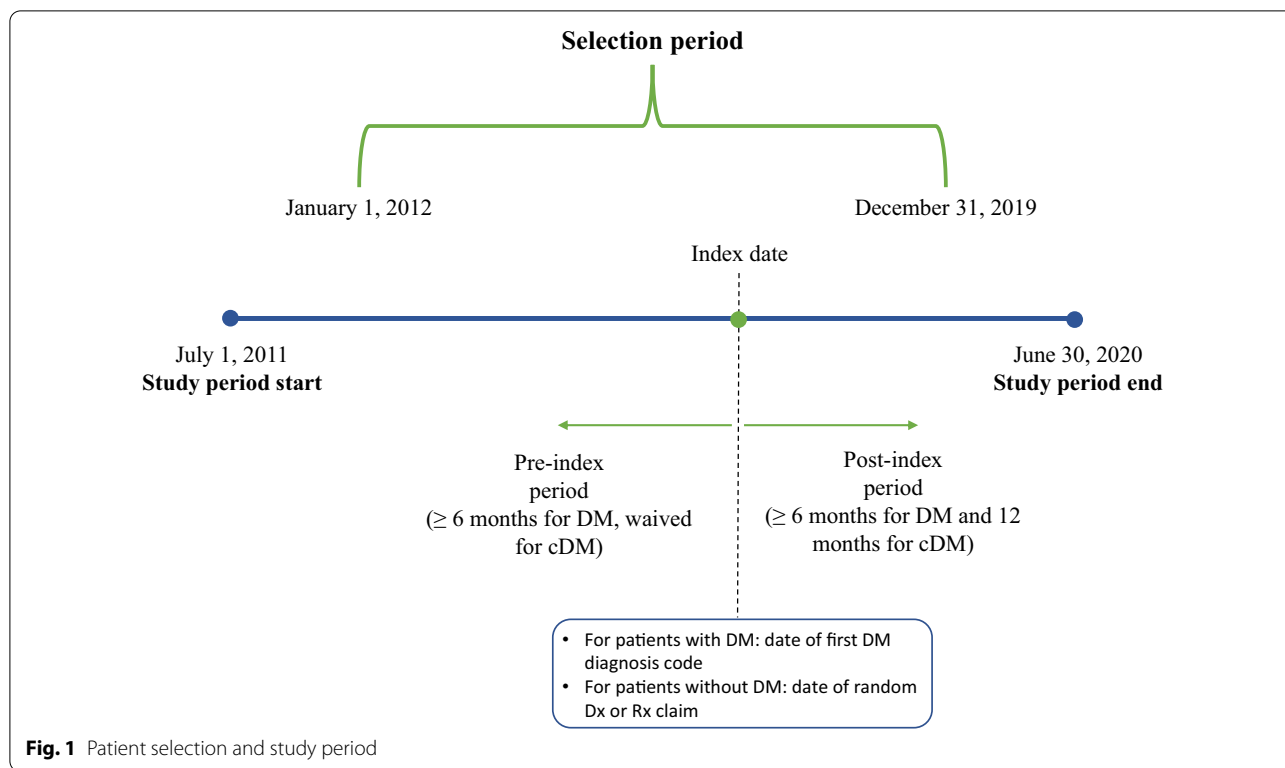 Selection period
January 1, 2012
December 31, 2019
Index date
July 1, 2011
Study period start
June 30, 2020
Study period end
Pre-index
period
(≥ 6 months for DM, waived
for cDM)
Post-index
period
(≥ 6 months for DM and 12
months for cDM)
• For patients with DM: date of first DM
diagnosis code
• For patients without DM: date of random
Dx or Rx claim
Fig. 1 Patient selection and study period